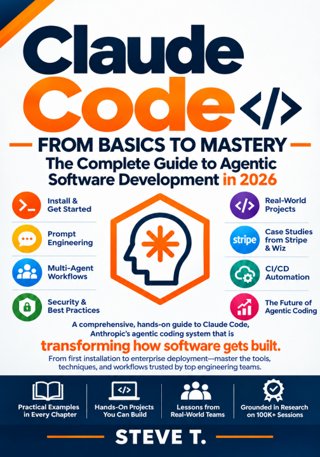 Claude
Code </>
FROM BASICS TO MASTERY
The Complete Guide to Agentic
Software Development in 2026
Install &
Get Started
Prompt
Engineering
Multi-Agent
Workflows
Security &
Best Practices
Real-World
Projects
stripe
Case Studies
from Stripe
& Wiz
CI/CD
Automation
The Future of
Agentic Coding
A comprehensive, hands-on guide to Claude Code,
Anthropic's agentic coding system that is
transforming how software gets built.
From first installation to enterprise deployment—master the tools,
techniques, and workflows trusted by top engineering teams.
Practical Examples
in Every Chapter
</>
Hands-On Projects
You Can Build
Lessons from
Real-World Teams
Grounded in Research
on 100K+ Sessions
STEVE T.